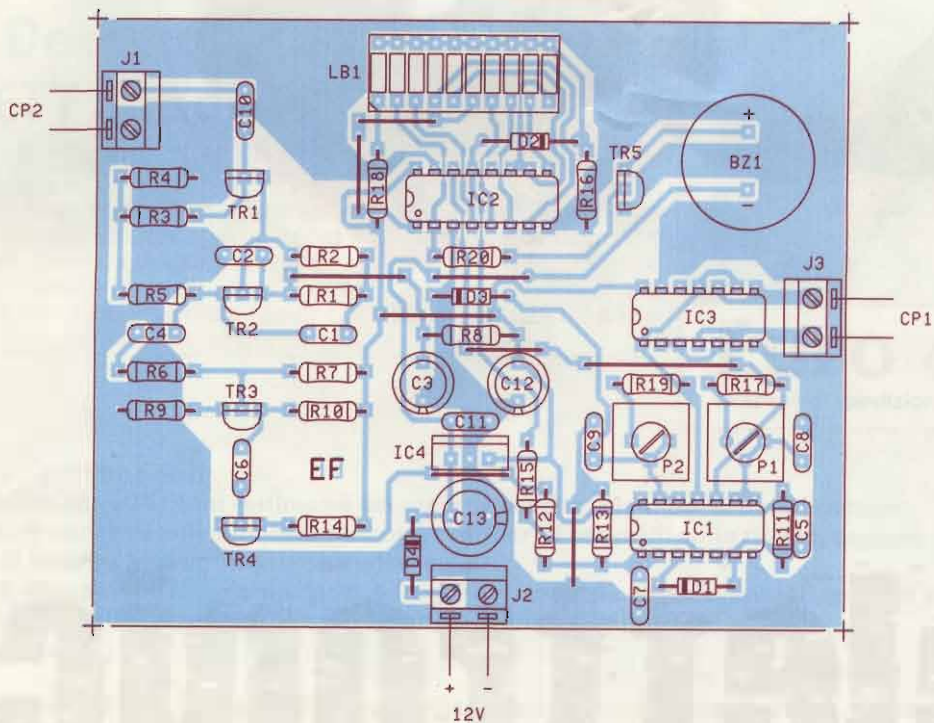 J1
LB1
CP2
C10
D2
TR5
+
BZ1
-
R4
R18
IC2
R16
TR1
R3
C2
R2
R20
J3
R5
R1
D3
TR2
IC3
CP1
C4
C1
R8
R6
R7
C3
C12
R19
R17
TR3
R9
R10
C11
IC4
C9
C8
P2
P1
C6
EF
R15
C13
R12
R13
IC1
R11
C5
R14
TR4
D4
C7
D1
J2
+ -
12V